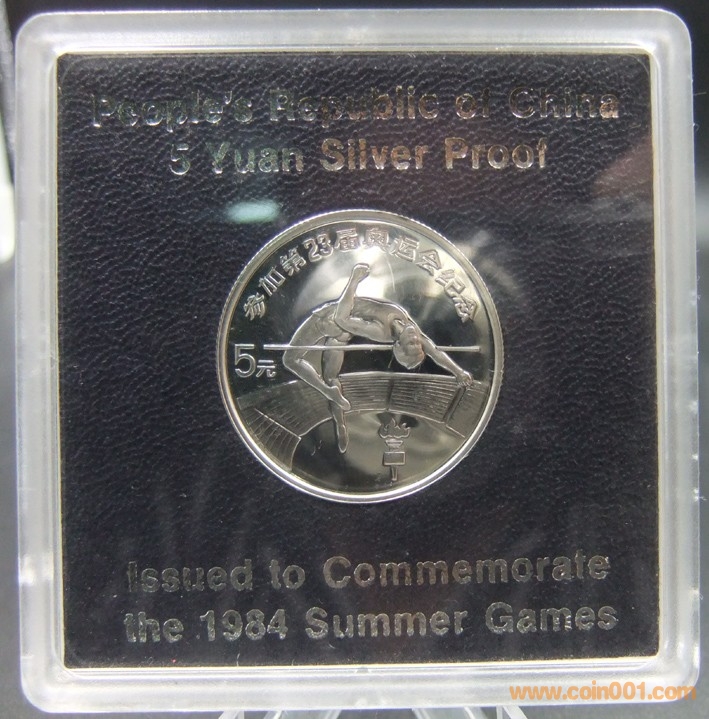 People's Republic of China
5 Yuan Silver Proof
参加第23届奥运会纪念
5元
Issued to Commemorate
the 1984 Summer Games
www.coin001.com